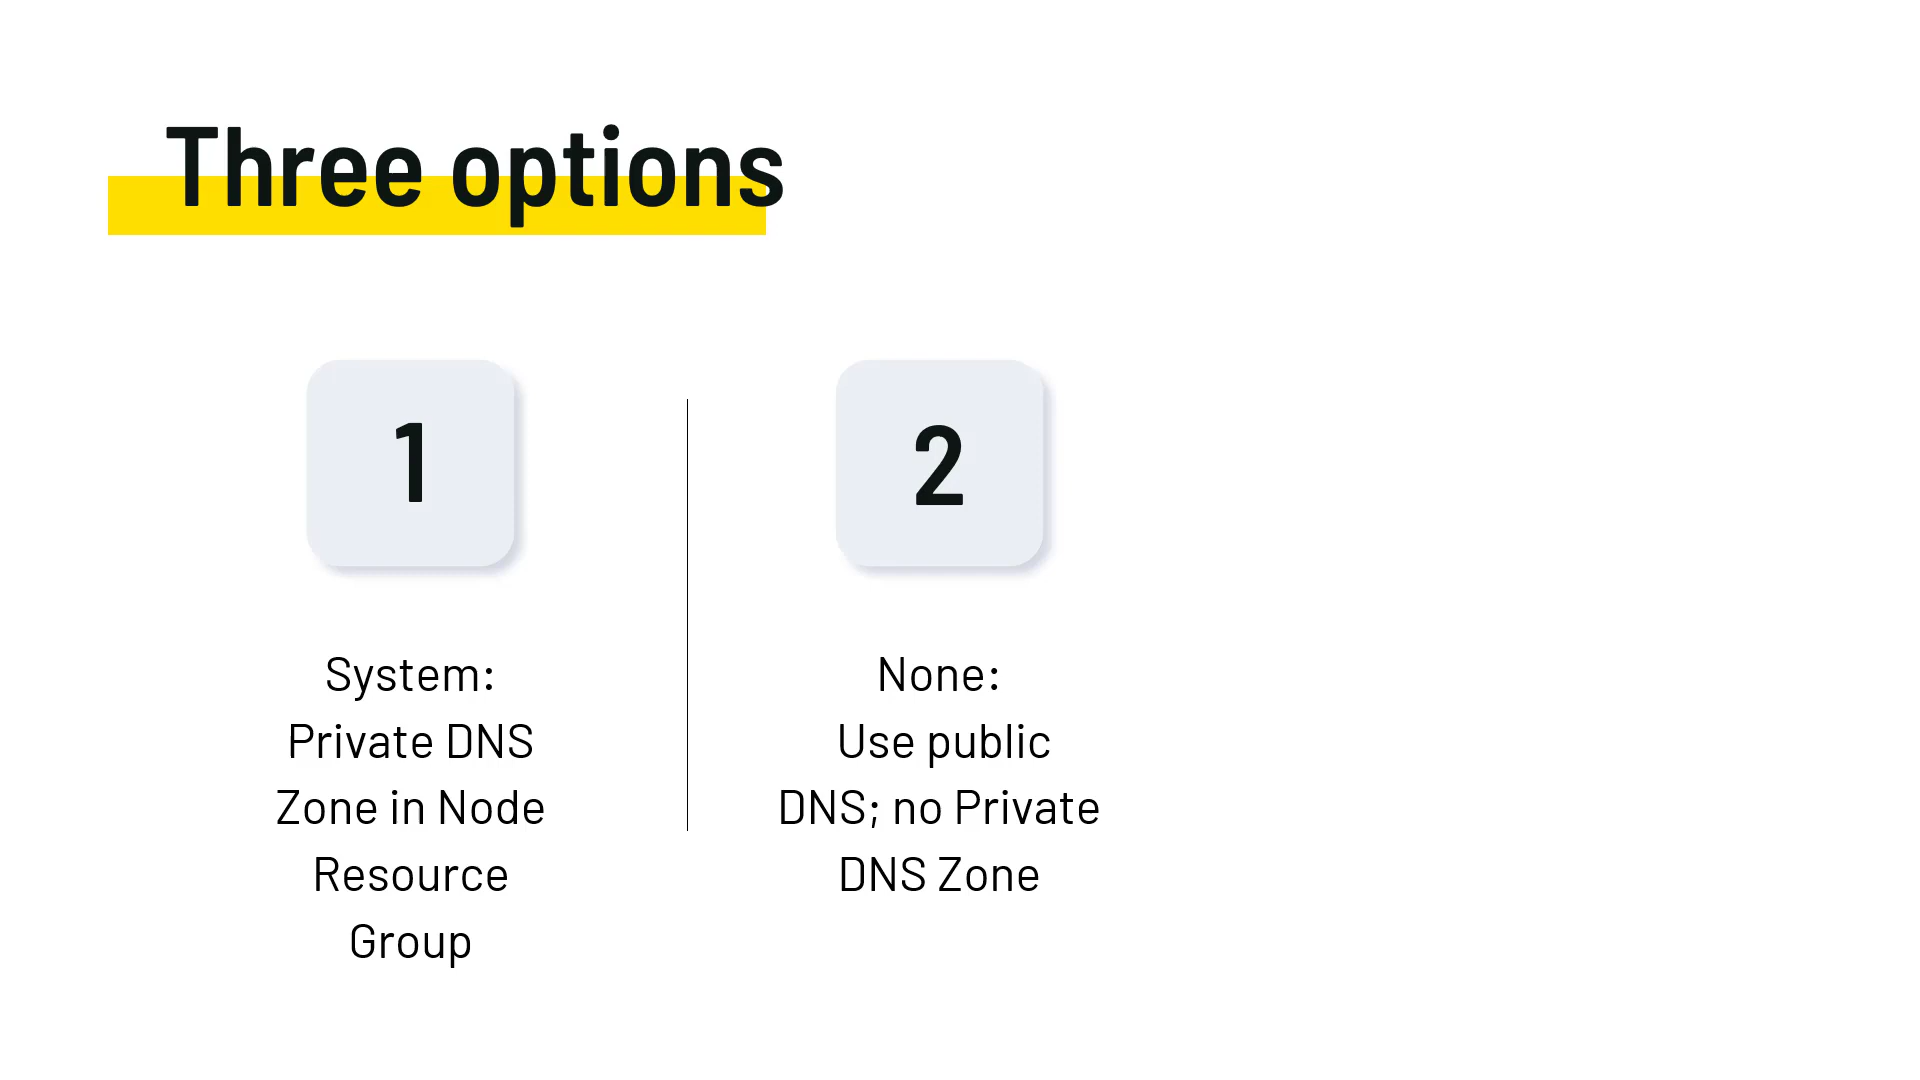 Three options
1
System:
Private DNS
Zone in Node
Resource
Group
2
None:
Use public
DNS; no Private
DNS Zone